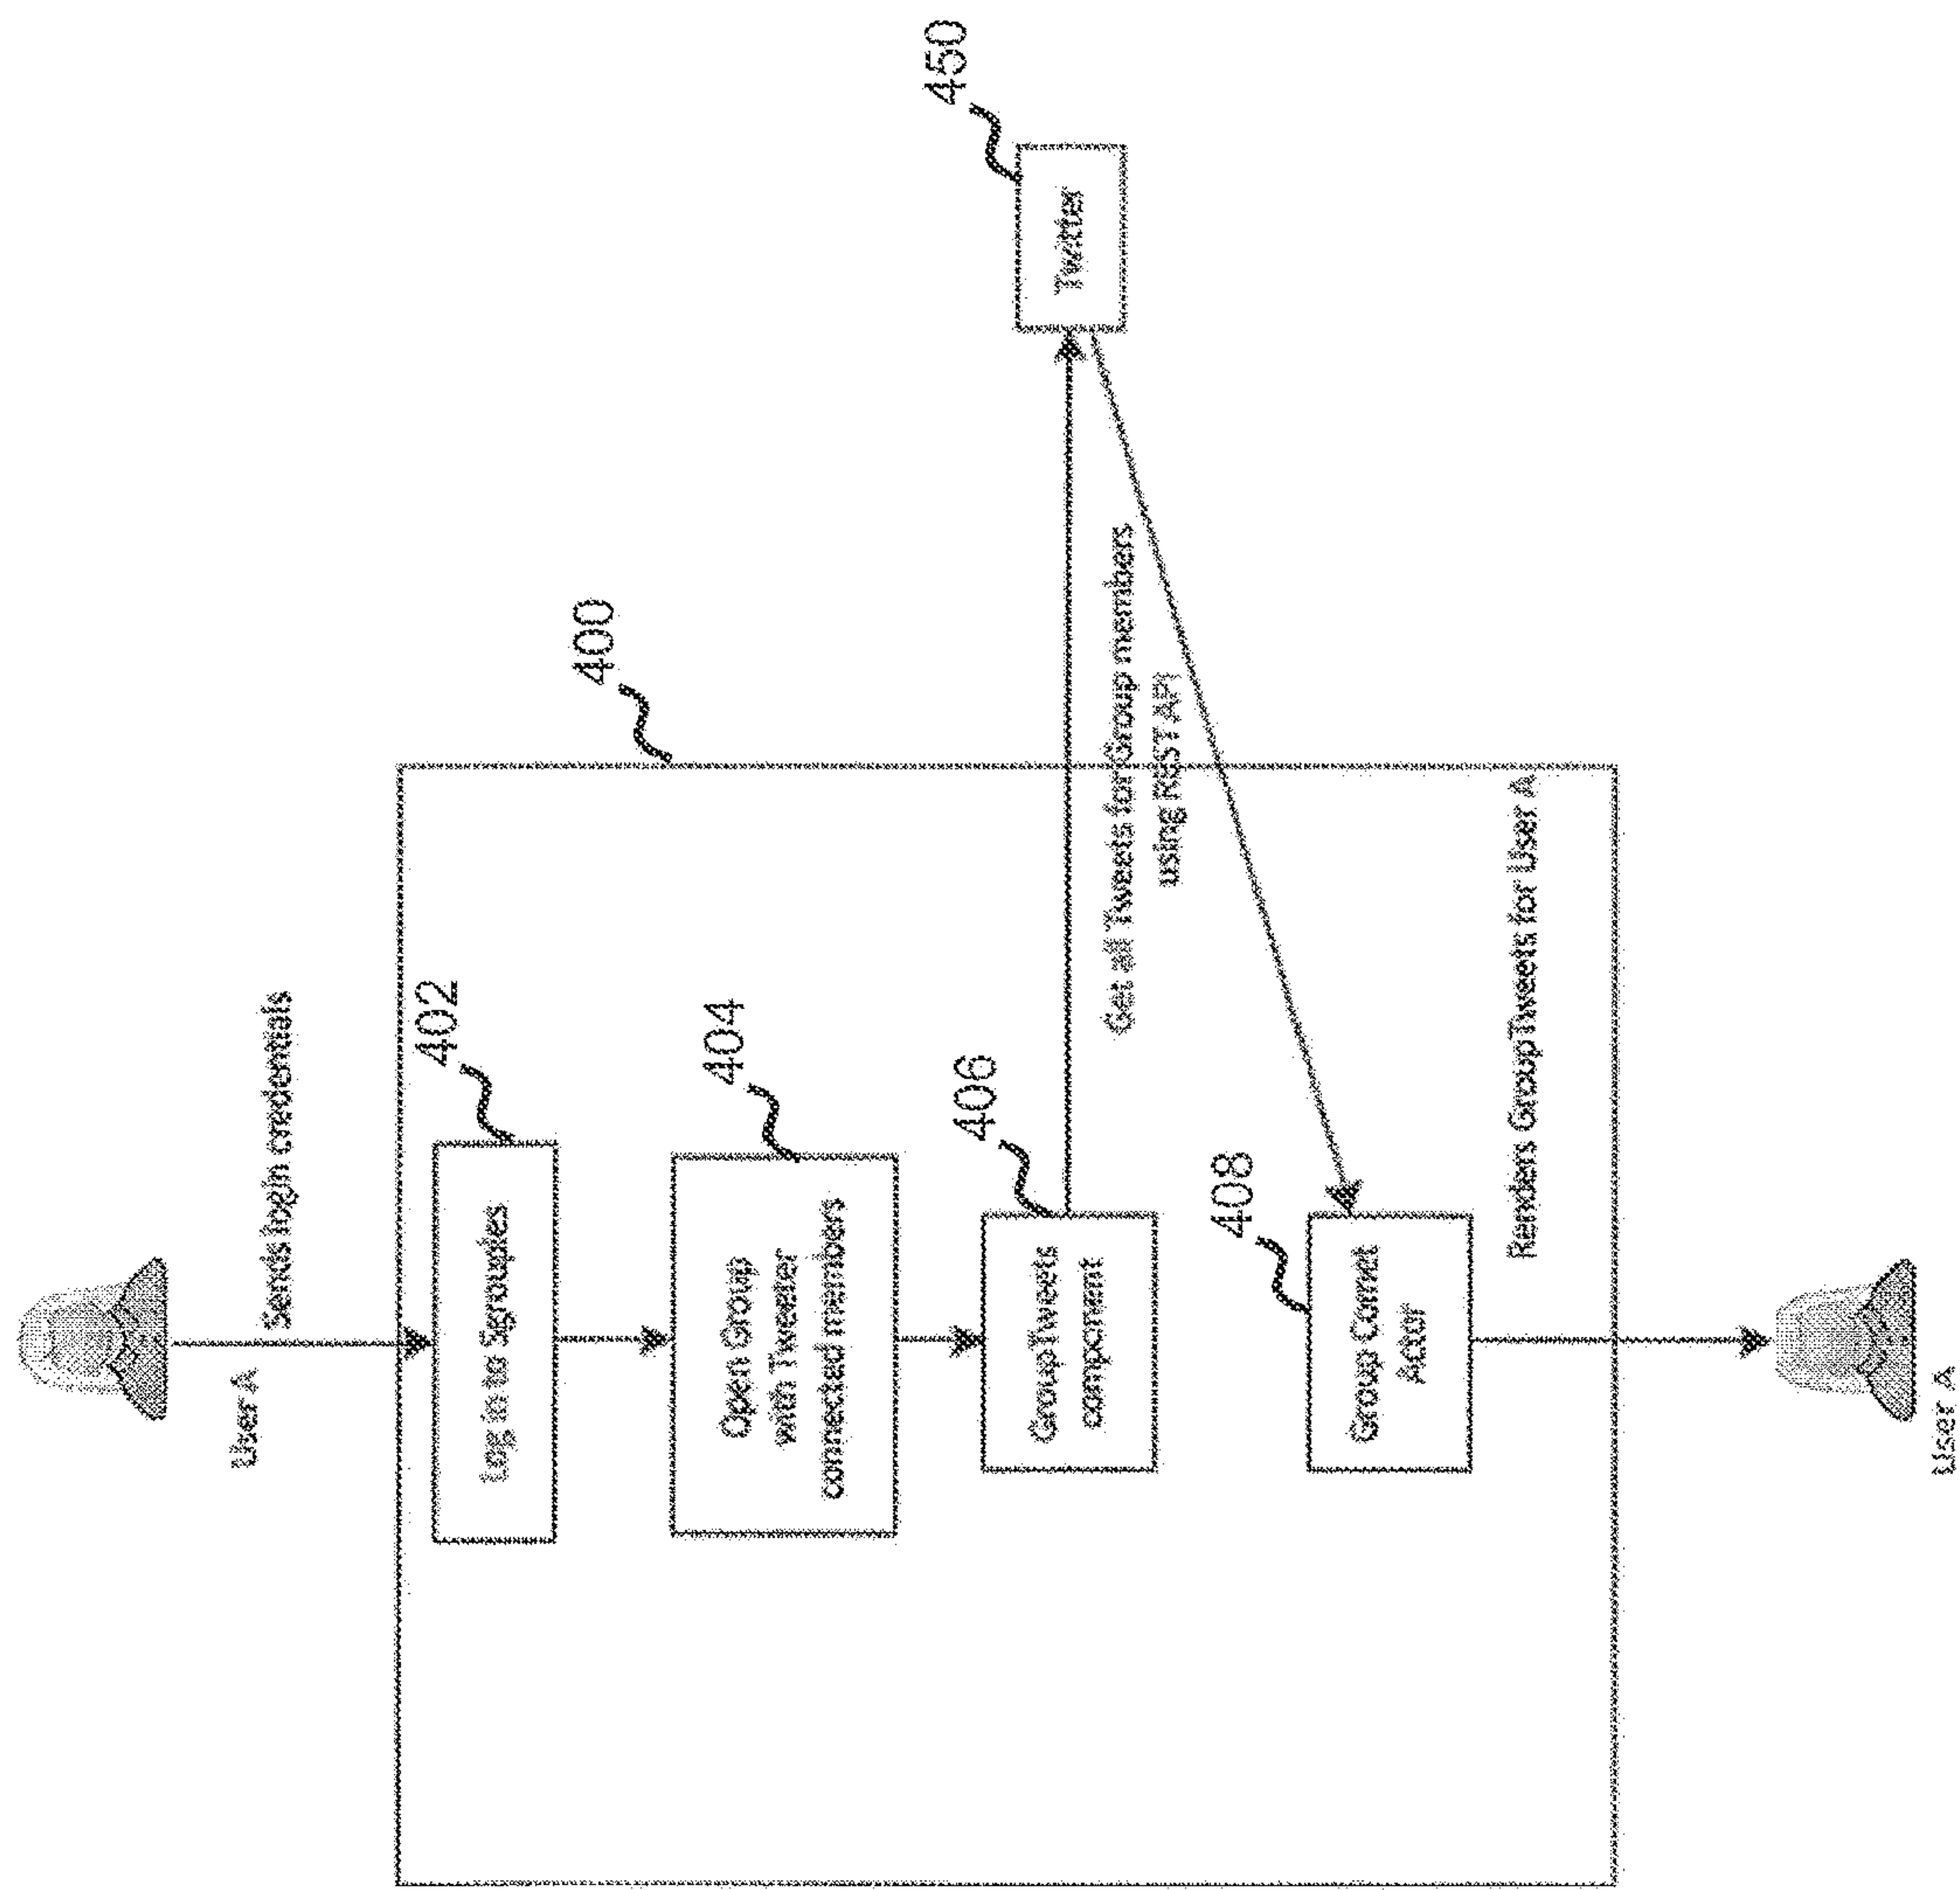 User A
Sends login credentials
400
402
Log in to Sgrouples
404
Open Group
with Tweeter
connected members
406
GroupTweets
component
450
Twitter
Get all Tweets for Group members
using REST API
408
Group Comet
Actor
Renders GroupTweets for User A
User A